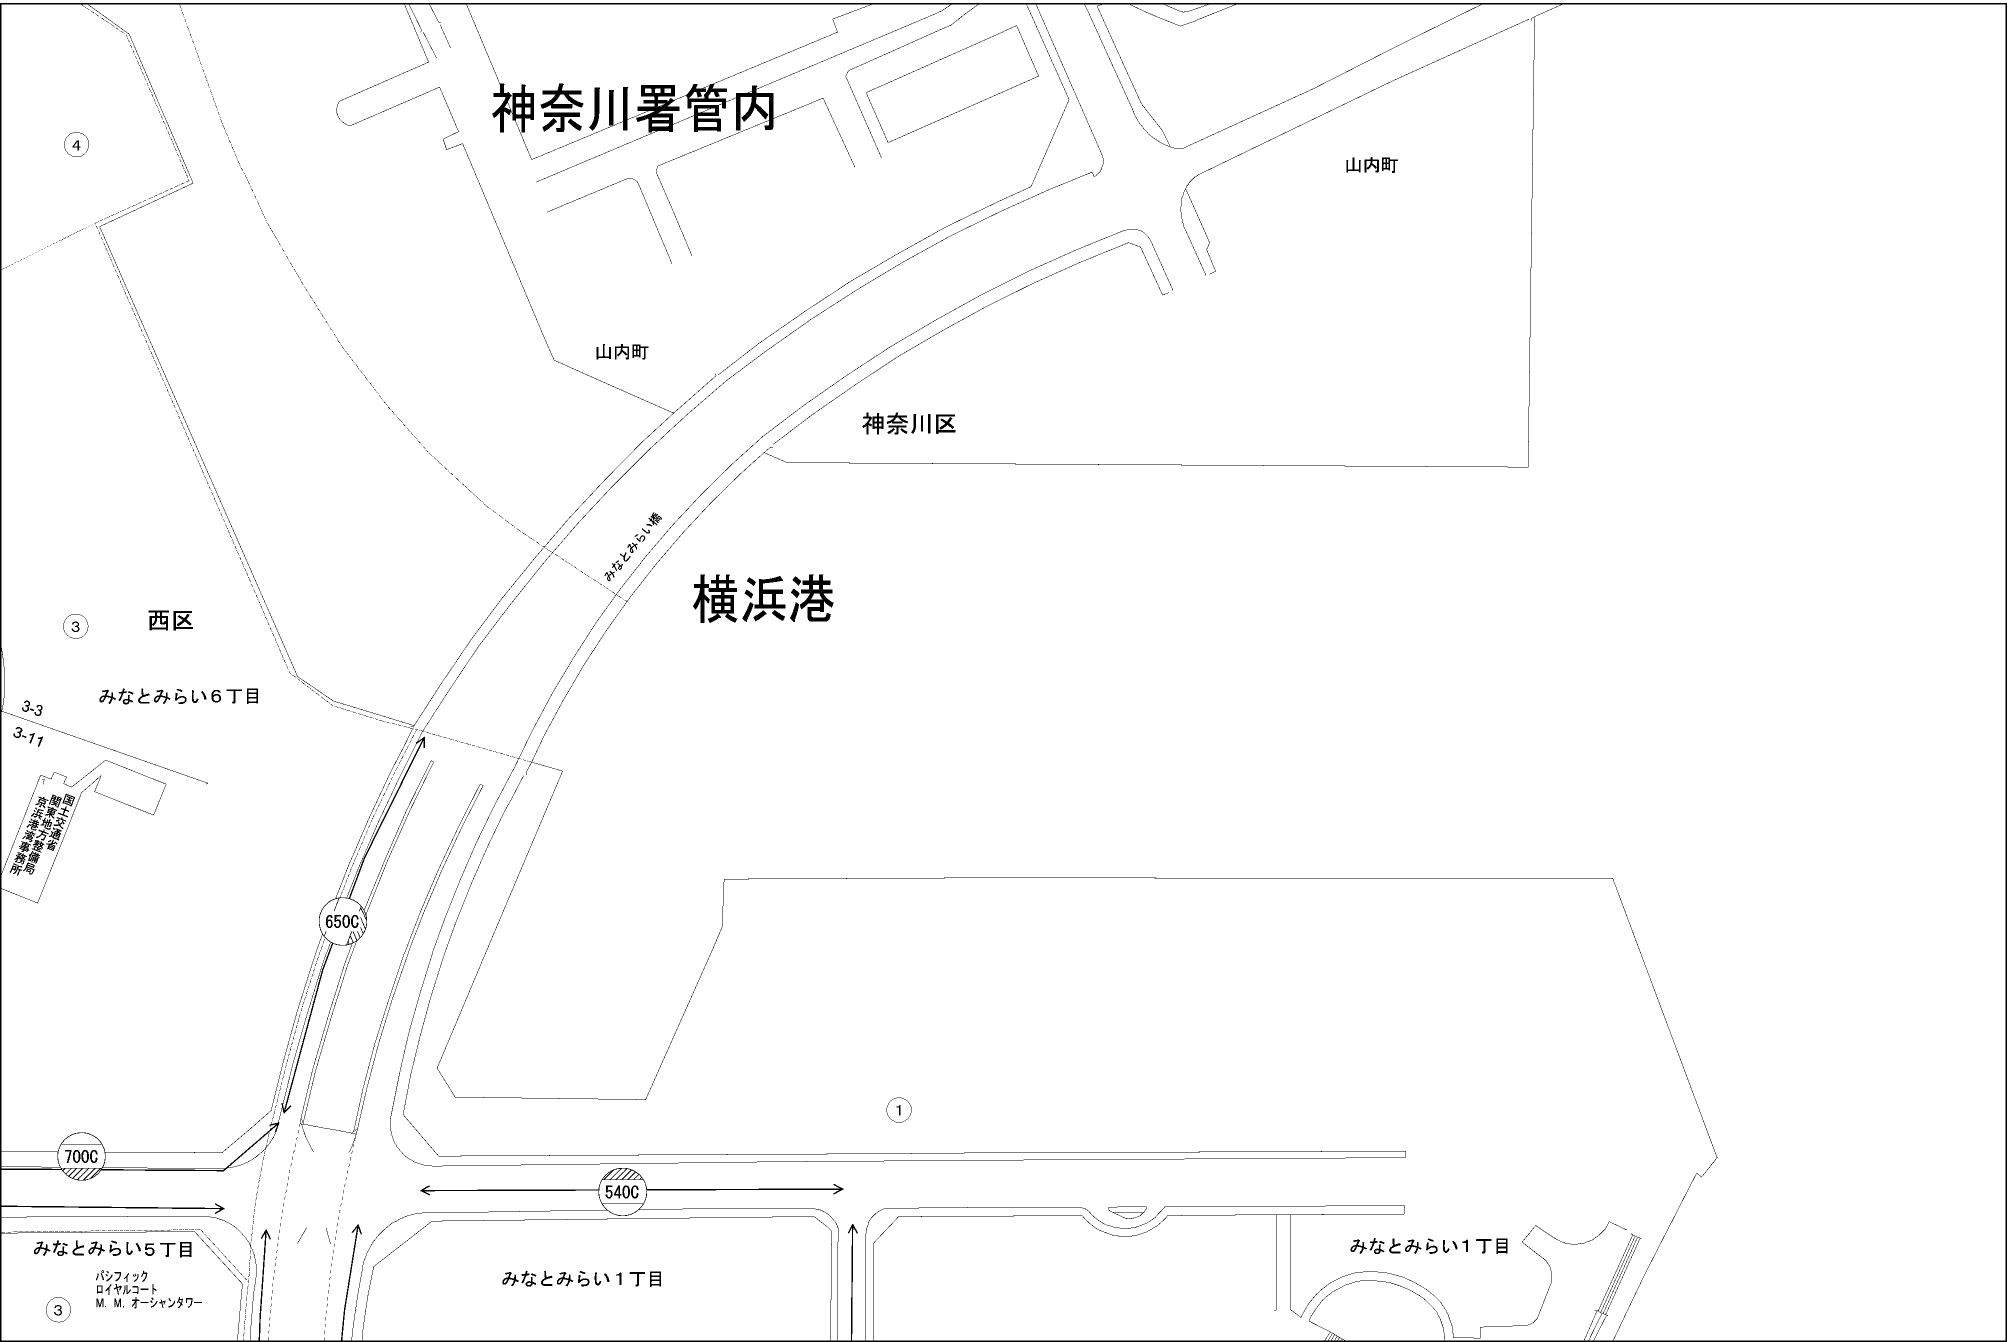 神奈川署管内
④
山内町
山内町
神奈川区
みなとみらい橋
横浜港
③
西区
みなとみらい6丁目
3-3
3-11
国土交通省
関東地方整備局
京浜港湾事務所
650C
①
700C
540C
みなとみらい5丁目
パシフィック
ロイヤルコート
M. M. オーシャンタワー
③
みなとみらい1丁目
みなとみらい1丁目